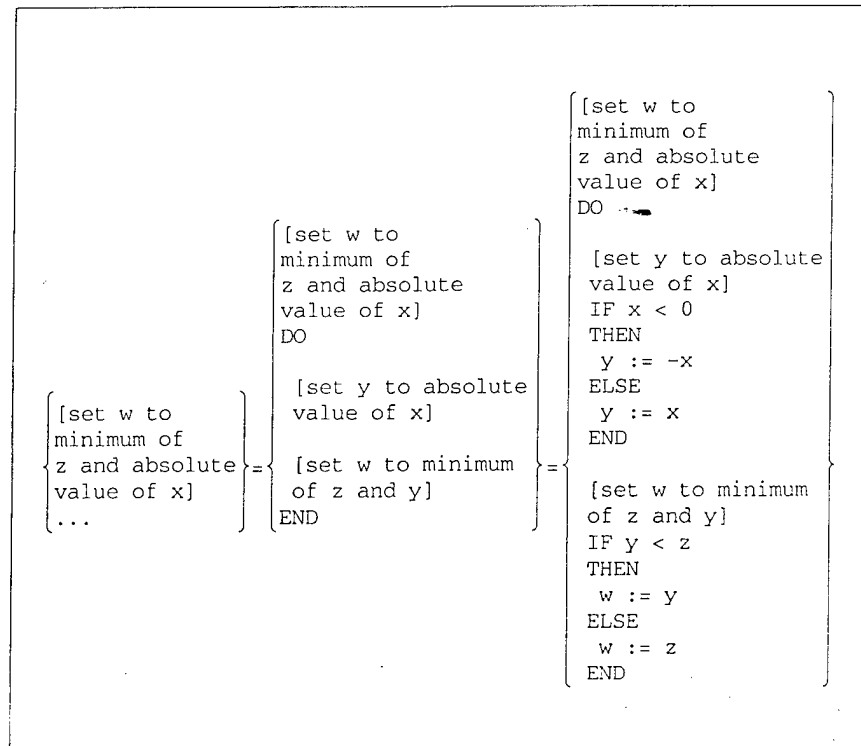 [set w to
minimum of
z and absolute
value of x]
...
=
[set w to
minimum of
z and absolute
value of x]
DO
[set y to absolute
value of x]
[set w to minimum
of z and y]
END
=
[set w to
minimum of
z and absolute
value of x]
DO
[set y to absolute
value of x]
IF x < 0
THEN
y := -x
ELSE
y := x
END
[set w to minimum
of z and y]
IF y < z
THEN
w := y
ELSE
w := z
END